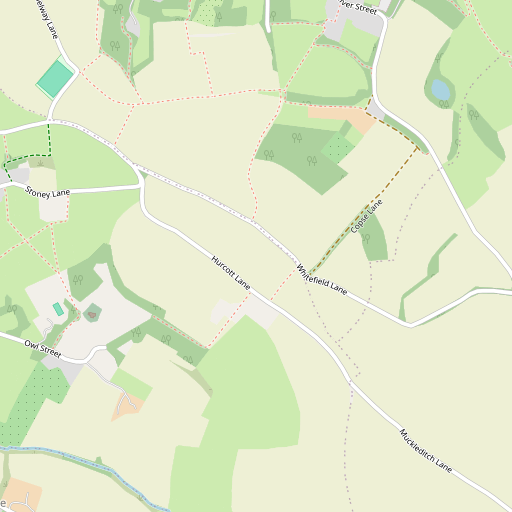 Stoney Lane
Copse Lane
Hurcott Lane
Whitefield Lane
Owl Street
Muckleditch Lane